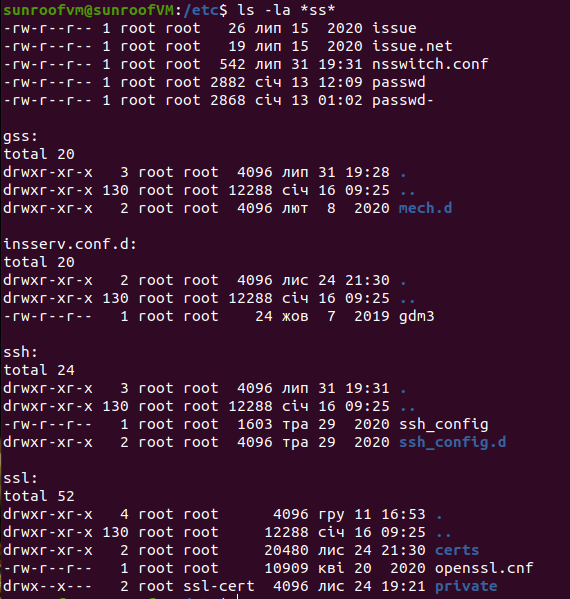 sunroofvm@sunroofVM:/etc$ ls -la *ss*
-rw-r--r-- 1 root root   26 лип 15  2020 issue
-rw-r--r-- 1 root root   19 лип 15  2020 issue.net
-rw-r--r-- 1 root root  542 лип 31 19:31 nsswitch.conf
-rw-r--r-- 1 root root 2882 січ 13 12:09 passwd
-rw-r--r-- 1 root root 2868 січ 13 01:02 passwd-

gss:
total 20
drwxr-xr-x   3 root root  4096 лип 31 19:28 .
drwxr-xr-x 130 root root 12288 січ 16 09:25 ..
drwxr-xr-x   2 root root  4096 лют  8  2020 mech.d

insserv.conf.d:
total 20
drwxr-xr-x   2 root root  4096 лис 24 21:30 .
drwxr-xr-x 130 root root 12288 січ 16 09:25 ..
-rw-r--r--   1 root root    24 жов  7  2019 gdm3

ssh:
total 24
drwxr-xr-x   3 root root  4096 лип 31 19:31 .
drwxr-xr-x 130 root root 12288 січ 16 09:25 ..
-rw-r--r--   1 root root  1603 тра 29  2020 ssh_config
drwxr-xr-x   2 root root  4096 тра 29  2020 ssh_config.d

ssl:
total 52
drwxr-xr-x   4 root root      4096 гру 11 16:53 .
drwxr-xr-x 130 root root     12288 січ 16 09:25 ..
drwxr-xr-x   2 root root     20480 лис 24 21:30 certs
-rw-r--r--   1 root root     10909 кві 20  2020 openssl.cnf
drwx--x---   2 root ssl-cert  4096 лис 24 19:21 private